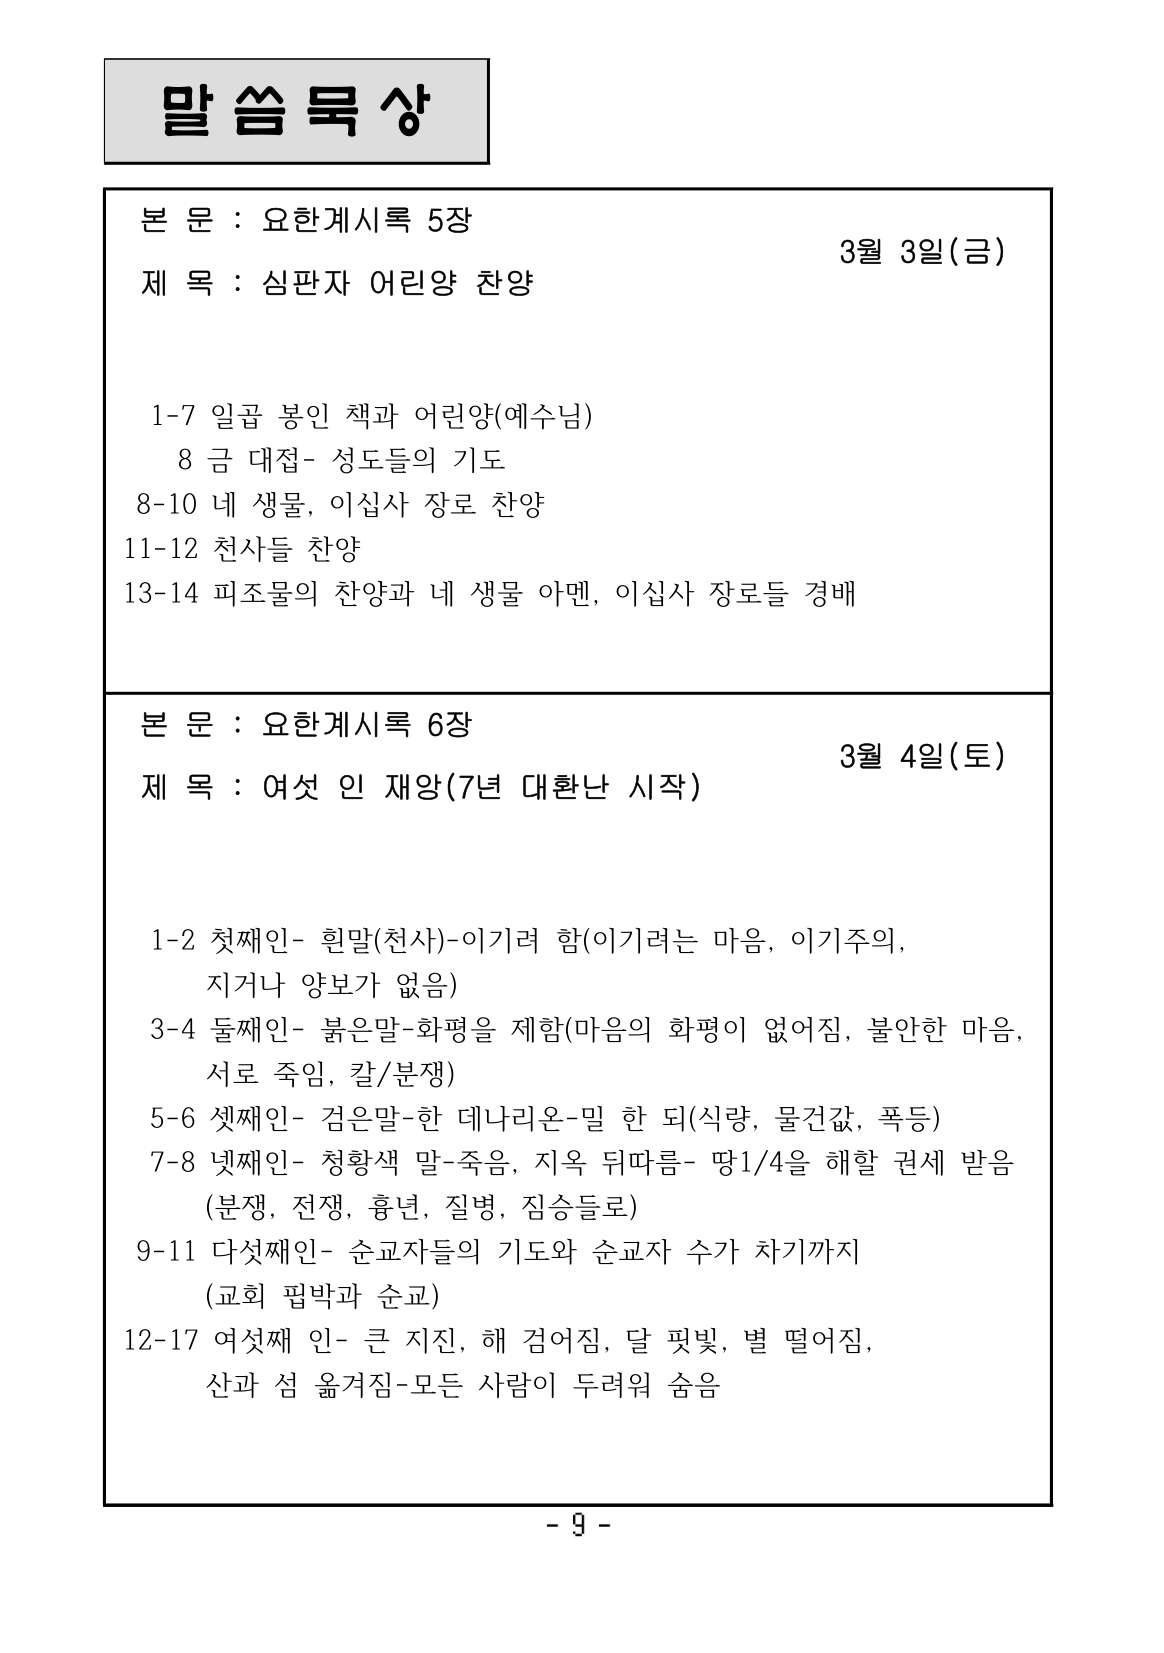 말씀묵상
본 문 : 요한계시록 5장
3월 3일(금)
제 목 : 심판자 어린양 찬양
1-7 일곱 봉인 책과 어린양(예수님)
8 금 대접- 성도들의 기도
8-10 네 생물, 이십사 장로 찬양
11-12 천사들 찬양
13-14 피조물의 찬양과 네 생물 아멘, 이십사 장로들 경배
본 문 : 요한계시록 6장
3월 4일(토)
제 목 : 여섯 인 재앙(7년 대환난 시작)
1-2 첫째인- 흰말(천사)-이기려 함(이기려는 마음, 이기주의,
지거나 양보가 없음)
3-4 둘째인- 붉은말-화평을 제함(마음의 화평이 없어짐, 불안한 마음,
서로 죽임, 칼/분쟁)
5-6 셋째인- 검은말-한 데나리온-밀 한 되(식량, 물건값, 폭등)
7-8 넷째인- 청황색 말-죽음, 지옥 뒤따름- 땅1/4을 해할 권세 받음
(분쟁, 전쟁, 흉년, 질병, 짐승들로)
9-11 다섯째인- 순교자들의 기도와 순교자 수가 차기까지
(교회 핍박과 순교)
12-17 여섯째 인- 큰 지진, 해 검어짐, 달 핏빛, 별 떨어짐,
산과 섬 옮겨짐-모든 사람이 두려워 숨음
- 9 -